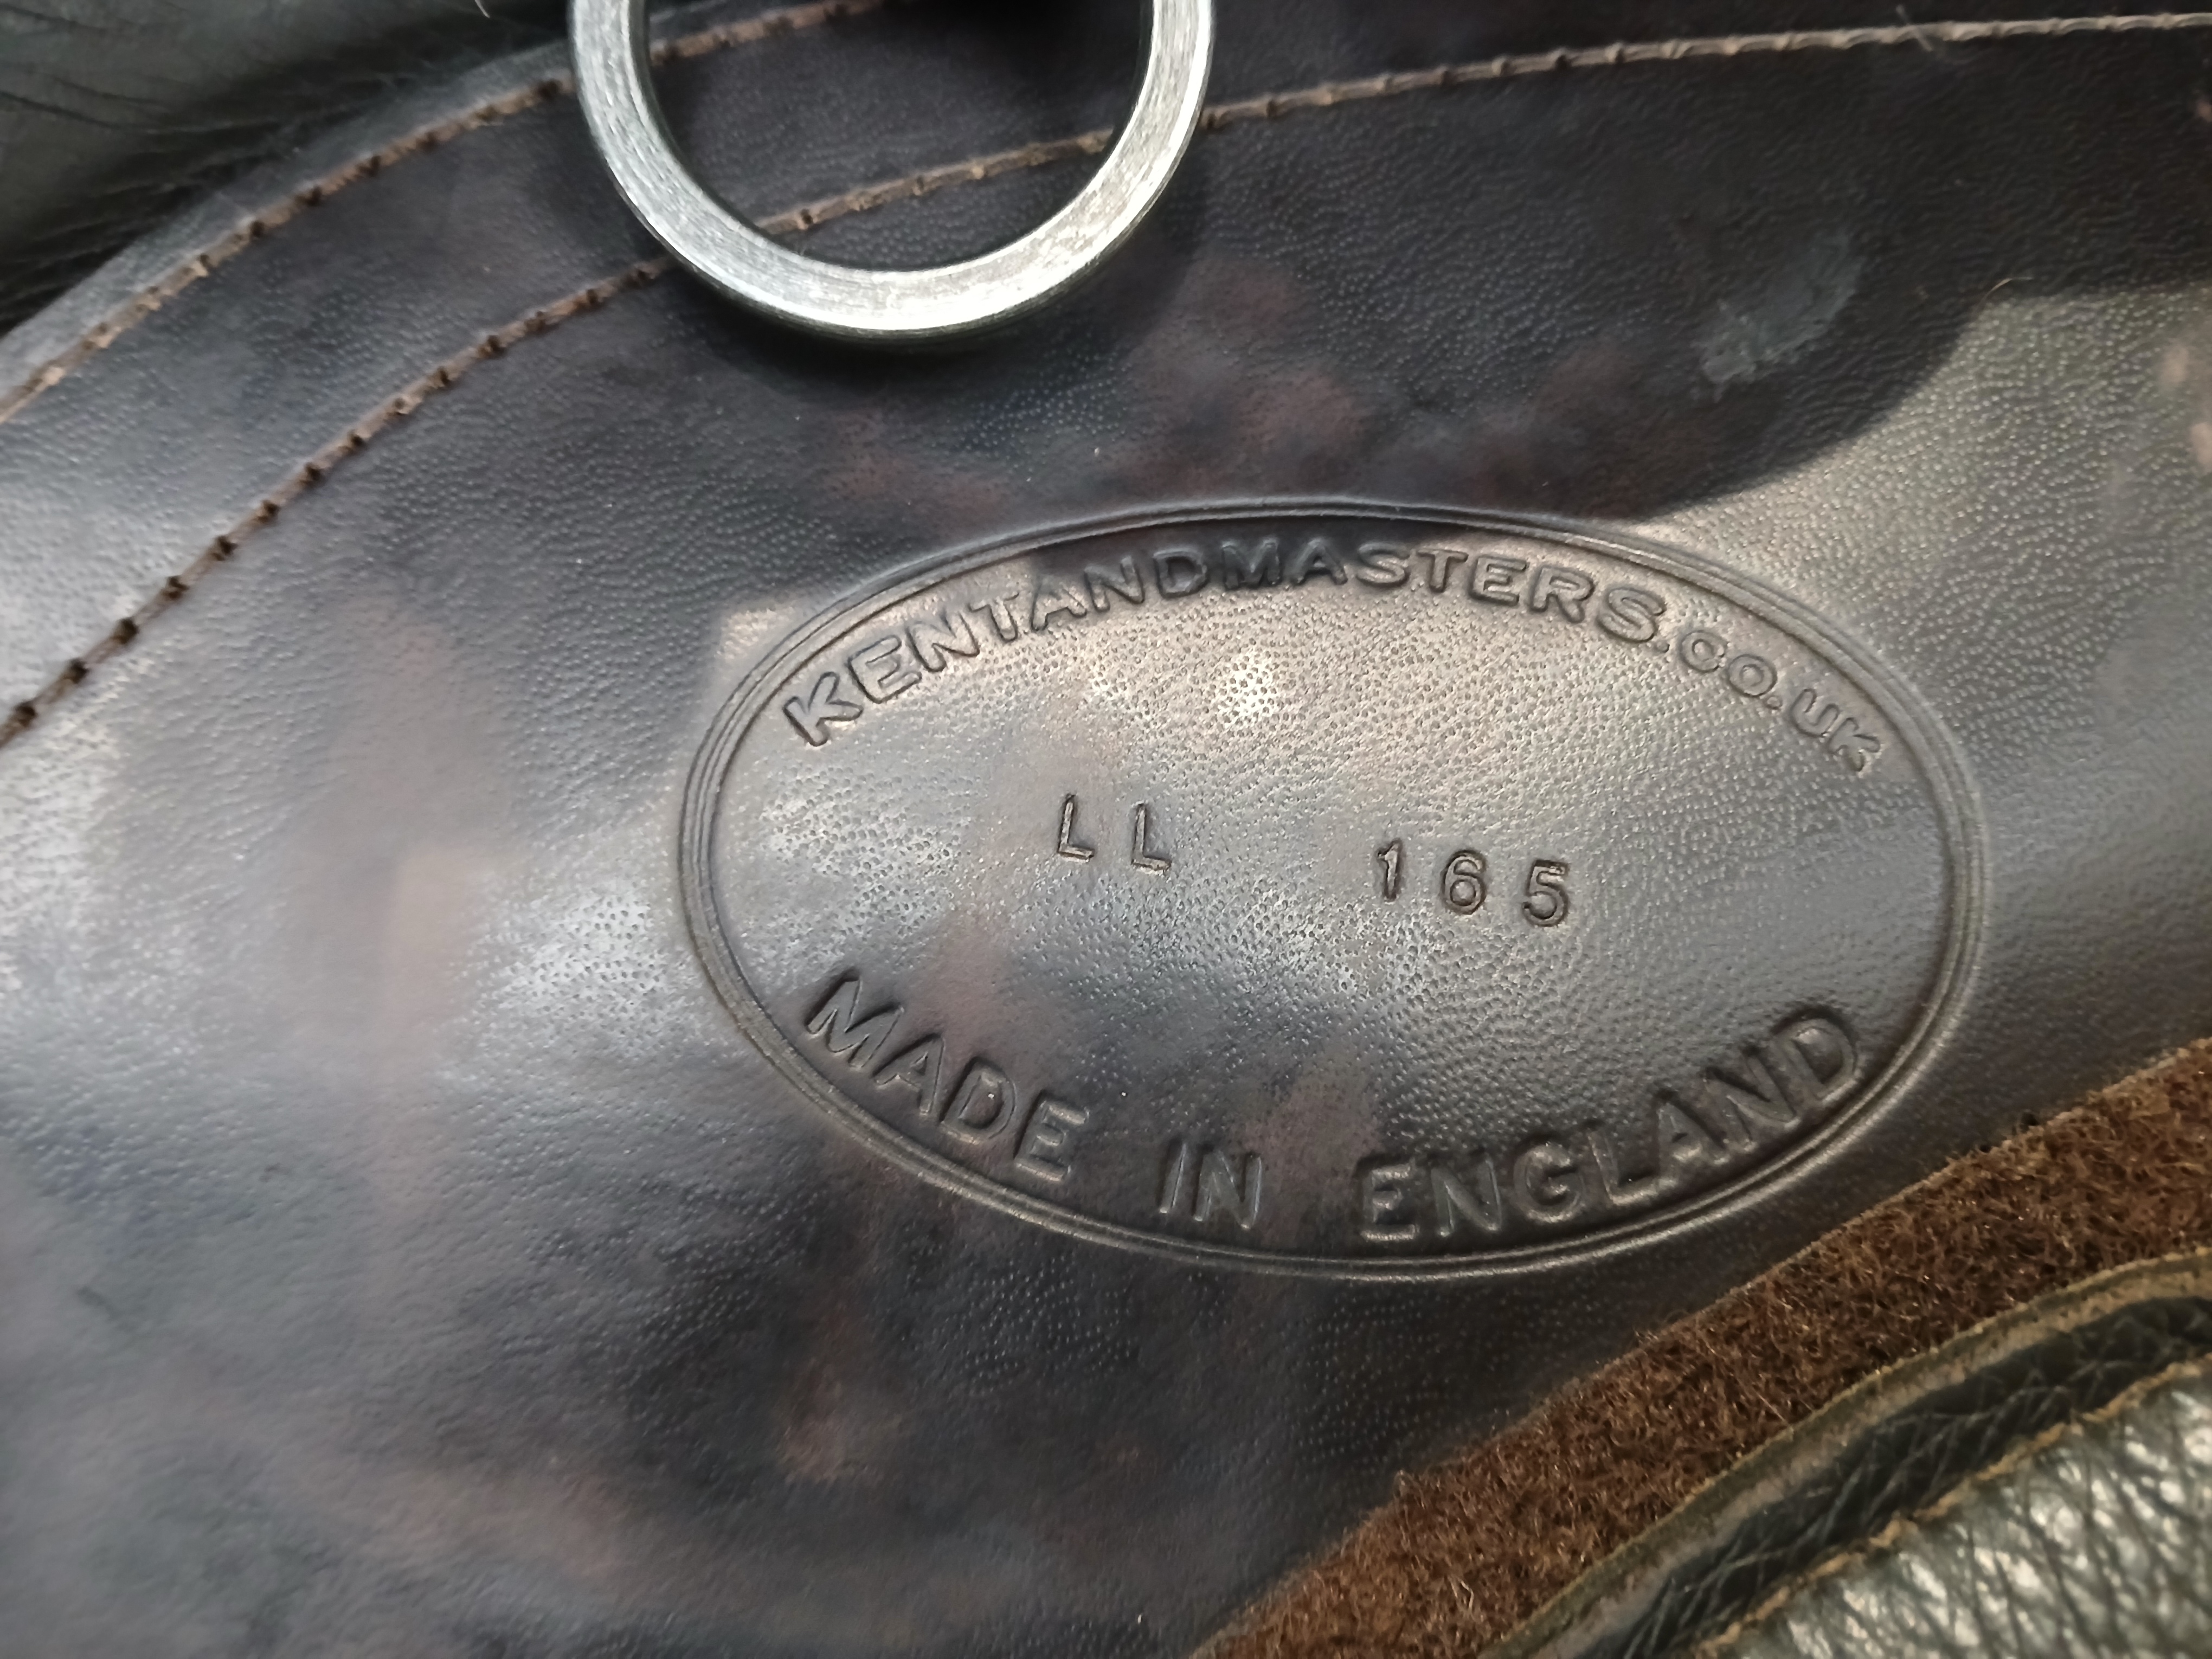 KENTANDMASTERS.CO.UK
LL 165
MADE IN ENGLAND